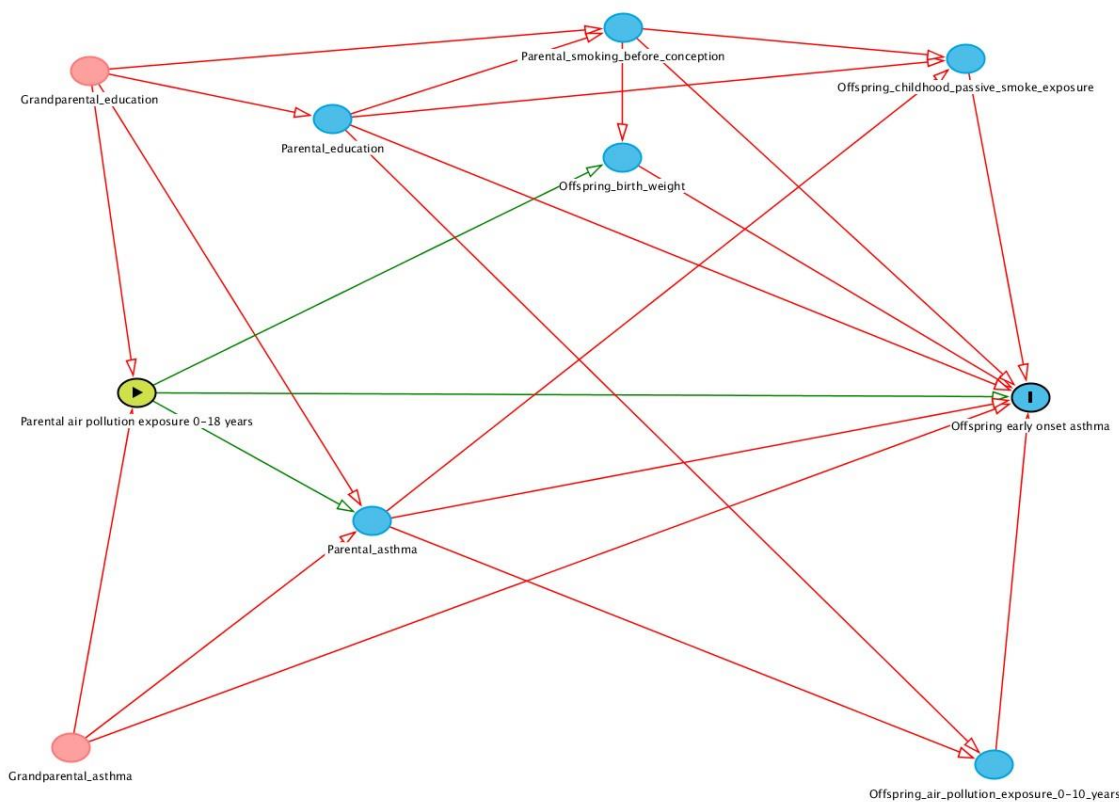 Parental_smoking_before_conception
Grandparental_education
Offspring_childhood_passive_smoke_exposure
Parental_education
Offspring_birth_weight
Parental air pollution exposure 0-18 years
Offspring early onset asthma
Parental_asthma
Grandparental_asthma
Offspring_air_pollution_exposure_0-10_years